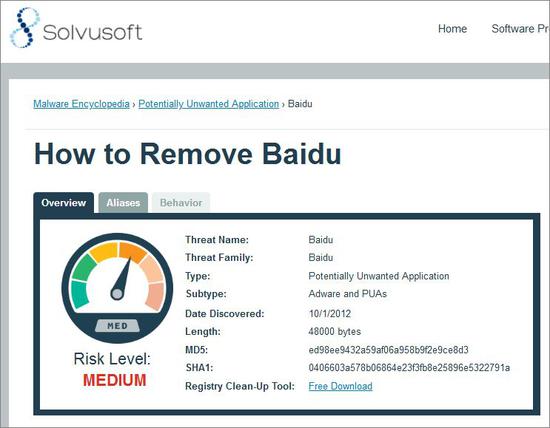 Solvusoft
Home Software Pr
Malware Encyclopedia › Potentially Unwanted Application › Baidu
How to Remove Baidu
Overview Aliases Behavior
Threat Name: Baidu
Threat Family: Baidu
Type: Potentially Unwanted Application
Subtype: Adware and PUAs
Date Discovered: 10/1/2012
Length: 48000 bytes
MD5: ed98ee9432a59af06a958b9f2e9ce8d3
SHA1: 0406603a578b06864e23f3fb8e25896e5322791a
Registry Clean-Up Tool: Free Download
MED
Risk Level:
MEDIUM